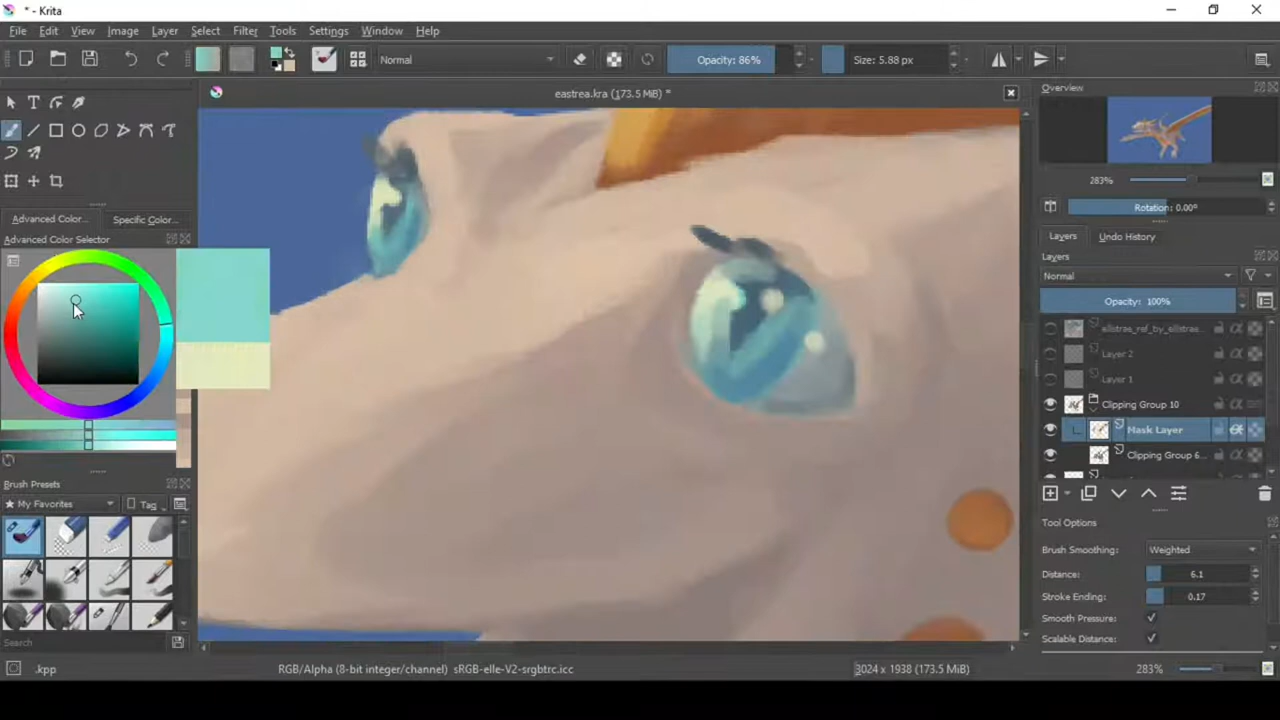 * - Krita
File Edit View Image Layer Select Filter Settings Tools Window Help
Normal Opacity: 86% Size: 5.88 px
eastrea.kra (173.5 MiB) *
Overview
283%
Rotation: 0.00°
Advanced Color... Specific Color...
Advanced Color Selector
Layers Undo History
Layers
Normal
Opacity: 100%
ellistrae_ref_by_ellistrae...
Layer 2
Layer 1
Clipping Group 10
Mask Layer
Clipping Group 6...
Brush Presets
My Favorites Tag
Search
Tool Options
Brush Smoothing: Weighted
Distance: 6.1
Stroke Ending: 0.17
Smooth Pressure:
Scalable Distance:
.kpp RGB/Alpha (8-bit integer/channel) sRGB-elle-V2-srgbtrc.icc 3024 x 1938 (173.5 MiB) 283%